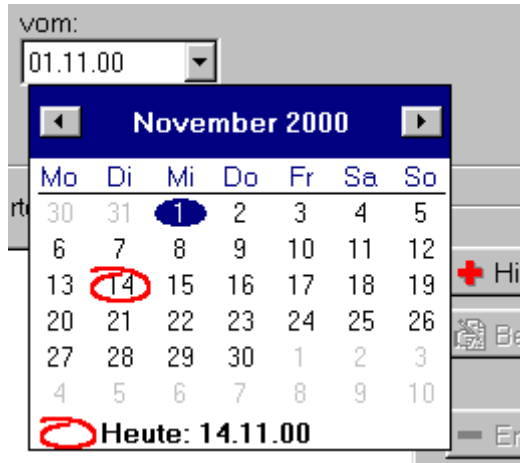 vom:
01.11.00
November 2000
Mo Di Mi Do Fr Sa So
30 31 1 2 3 4 5
6 7 8 9 10 11 12
13 14 15 16 17 18 19
20 21 22 23 24 25 26
27 28 29 30 1 2 3
4 5 6 7 8 9 10
Heute: 14.11.00
Hi
Be